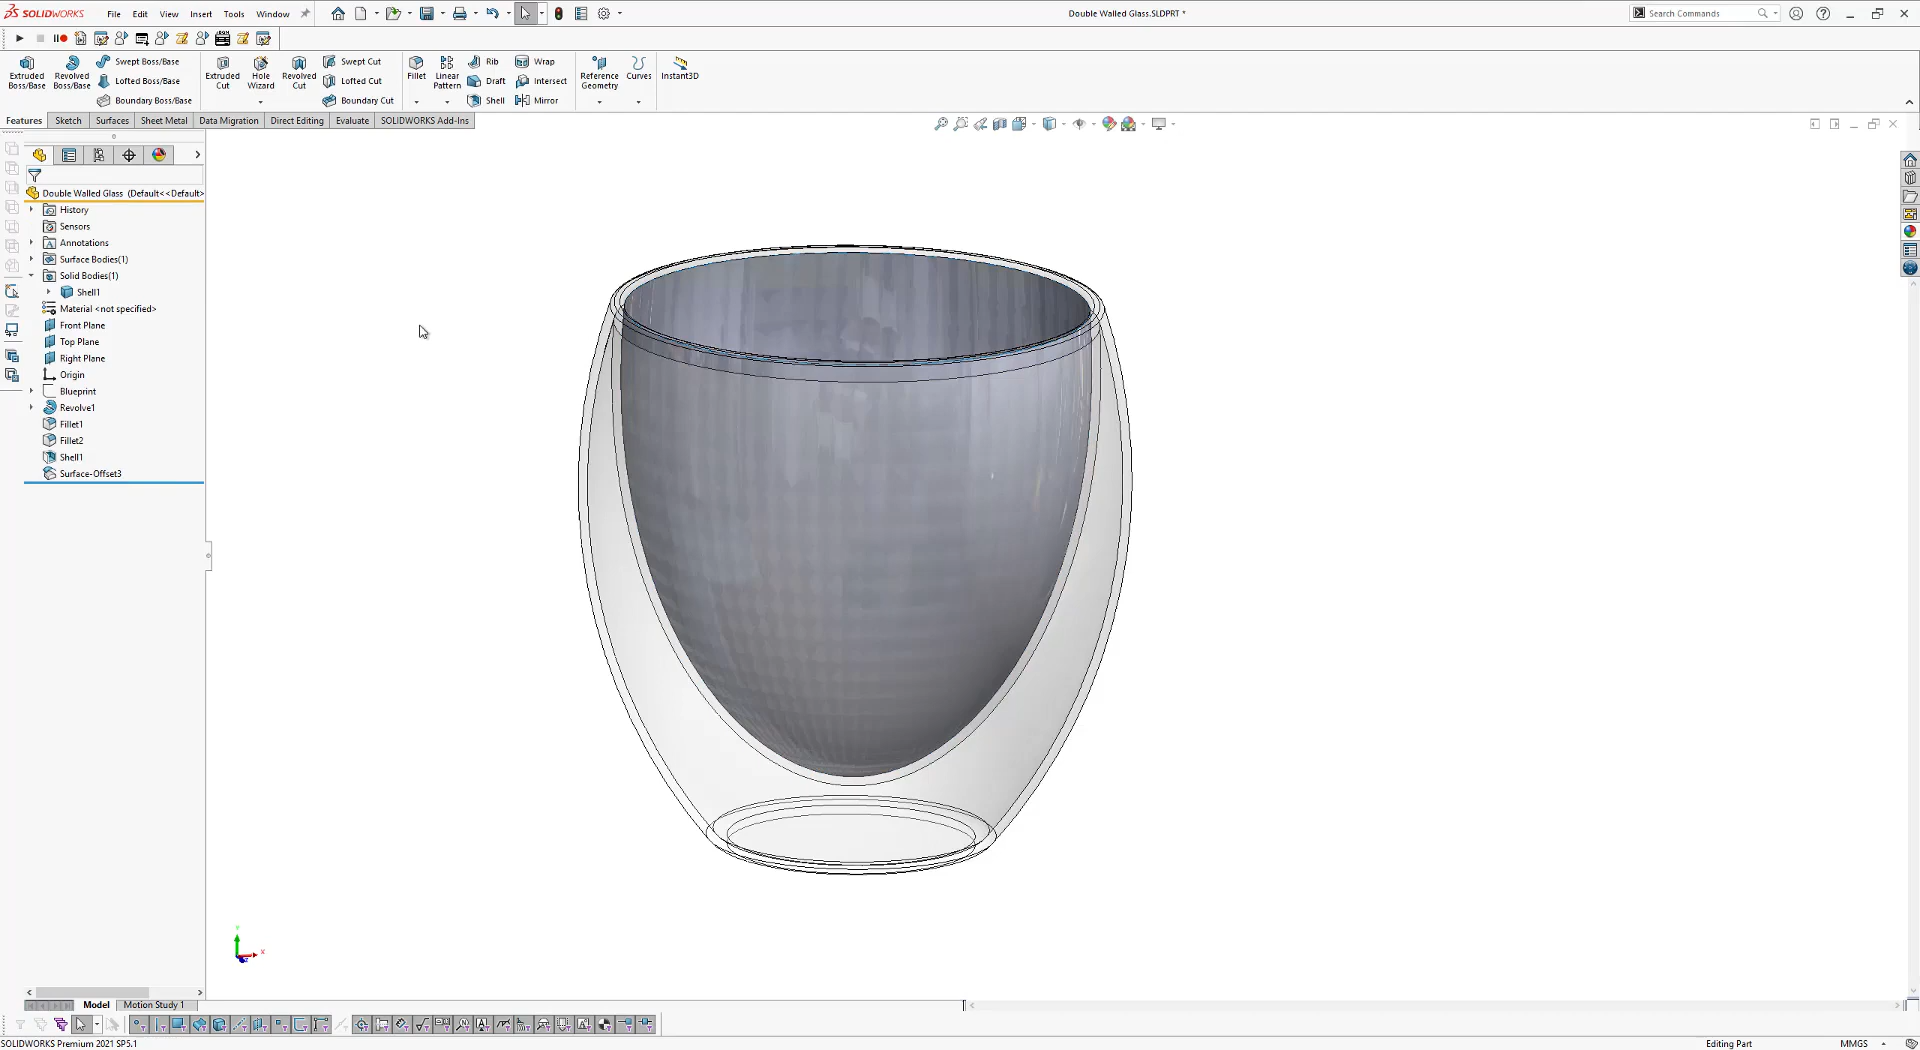 SOLIDWORKS File Edit View Insert Tools Window
Double Walled Glass.SLDPRT *
Search Commands
Extruded Boss/Base
Revolved Boss/Base
Swept Boss/Base
Lofted Boss/Base
Boundary Boss/Base
Extruded Cut
Hole Wizard
Revolved Cut
Swept Cut
Lofted Cut
Boundary Cut
Fillet
Linear Pattern
Rib
Draft
Shell
Wrap
Intersect
Mirror
Reference Geometry
Curves
Instant3D
Features Sketch Surfaces Sheet Metal Data Migration Direct Editing Evaluate SOLIDWORKS Add-Ins
Double Walled Glass (Default<<Default>
History
Sensors
Annotations
Surface Bodies(1)
Solid Bodies(1)
Shell1
Material <not specified>
Front Plane
Top Plane
Right Plane
Origin
Blueprint
Revolve1
Fillet1
Fillet2
Shell1
Surface-Offset3
Model Motion Study 1
SOLIDWORKS Premium 2021 SP5.1
Editing Part
MMGS